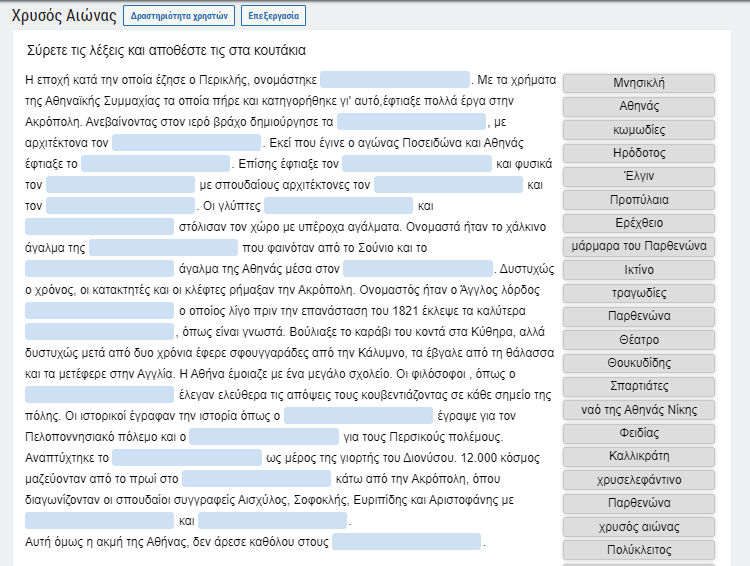 Χρυσός Αιώνας Δραστηριότητα χρηστών Επεξεργασία
Σύρετε τις λέξεις και αποθέστε τις στα κουτάκια
Η εποχή κατά την οποία έζησε ο Περικλής, ονομάστηκε . Με τα χρήματα
της Αθηναϊκής Συμμαχίας τα οποία πήρε και κατηγορήθηκε γι' αυτό,έφτιαξε πολλά έργα στην
Ακρόπολη. Ανεβαίνοντας στον ιερό βράχο δημιούργησε τα , με
αρχιτέκτονα τον . Εκεί που έγινε ο αγώνας Ποσειδώνα και Αθηνάς
έφτιαξε το . Επίσης έφτιαξε τον και φυσικά
τον με σπουδαίους αρχιτέκτονες τον και
τον . Οι γλύπτες και
στόλισαν τον χώρο με υπέροχα αγάλματα. Ονομαστά ήταν το χάλκινο
άγαλμα της που φαινόταν από το Σούνιο και το
άγαλμα της Αθηνάς μέσα στον . Δυστυχώς
ο χρόνος, οι κατακτητές και οι κλέφτες ρήμαξαν την Ακρόπολη. Ονομαστός ήταν ο Άγγλος λόρδος
ο οποίος λίγο πριν την επανάσταση του 1821 έκλεψε τα καλύτερα
, όπως είναι γνωστά. Βούλιαξε το καράβι του κοντά στα Κύθηρα, αλλά
δυστυχώς μετά από δυο χρόνια έφερε σφουγγαράδες από την Κάλυμνο, τα έβγαλε από τη θάλασσα
και τα μετέφερε στην Αγγλία. Η Αθήνα έμοιαζε με ένα μεγάλο σχολείο. Οι φιλόσοφοι , όπως ο
έλεγαν ελεύθερα τις απόψεις τους κουβεντιάζοντας σε κάθε σημείο της
πόλης. Οι ιστορικοί έγραφαν την ιστορία όπως ο έγραψε για τον
Πελοποννησιακό πόλεμο και ο για τους Περσικούς πολέμους.
Αναπτύχτηκε το ως μέρος της γιορτής του Διονύσου. 12.000 κόσμος
μαζεύονταν από το πρωί στο κάτω από την Ακρόπολη, όπου
διαγωνίζονταν οι σπουδαίοι συγγραφείς Αισχύλος, Σοφοκλής, Ευριπίδης και Αριστοφάνης με
και .
Αυτή όμως η ακμή της Αθήνας, δεν άρεσε καθόλου στους .
Μνησικλή
Αθηνάς
κωμωδίες
Ηρόδοτος
Έλγιν
Προπύλαια
Ερέχθειο
μάρμαρα του Παρθενώνα
Ικτίνο
τραγωδίες
Παρθενώνα
Θέατρο
Θουκυδίδης
Σπαρτιάτες
ναό της Αθηνάς Νίκης
Φειδίας
Καλλικράτη
χρυσελεφάντινο
Παρθενώνα
χρυσός αιώνας
Πολύκλειτος